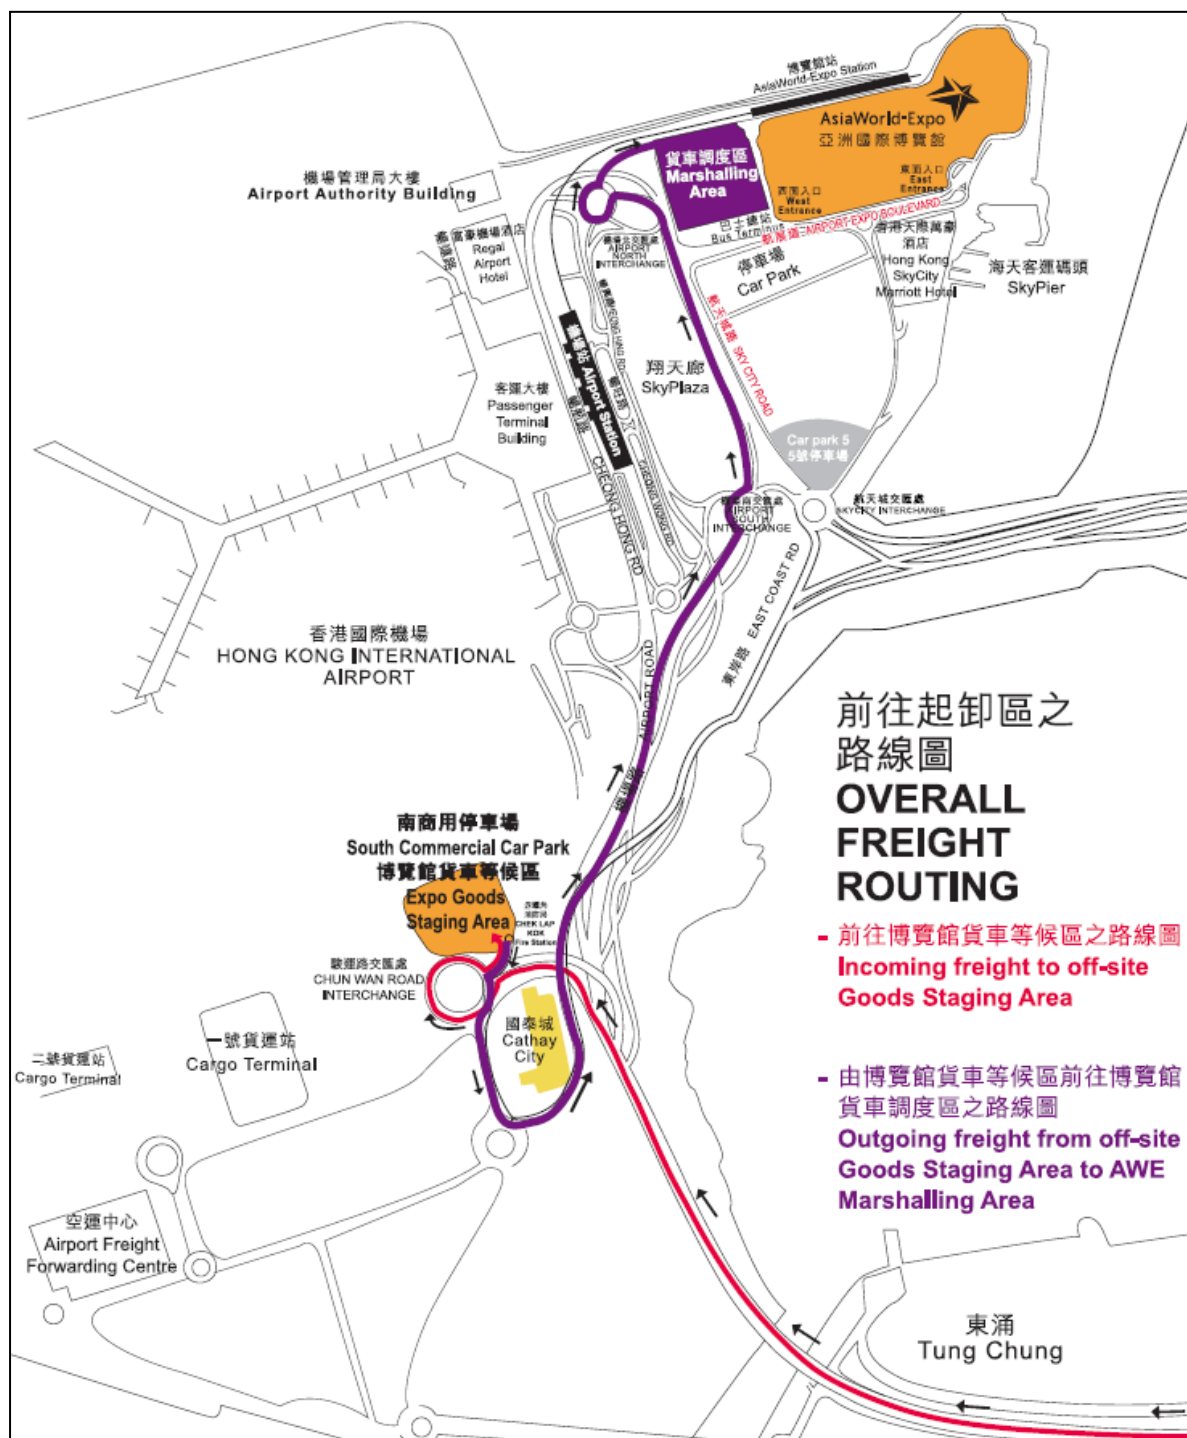 博覽館站
AsiaWorld-Expo Station
AsiaWorld-Expo
亞洲國際博覽館
貨車調度區
Marshalling
Area
東面入口
East
Entrance
西面入口
West
Entrance
機場管理局大樓
Airport Authority Building
巴士總站
Bus Terminus
航展道 AIRPORT EXPO BOULEVARD
富豪機場酒店
Regal
Airport
Hotel
機場北交匯處
AIRPORT
NORTH
INTERCHANGE
停車場
Car Park
香港天際萬豪
酒店
Hong Kong
SkyCity
Marriott Hotel
海天客運碼頭
SkyPier
航天城路 SKY CITY ROAD
CHEONG HING RD
機場站 Airport Station
翔天廊
SkyPlaza
客運大樓
Passenger
Terminal
Building
Car park 5
5號停車場
CHEONG HONG RD
CHEONG WONG RD
機場南交匯處
AIRPORT
SOUTH
INTERCHANGE
航天城交匯處
SKYCITY INTERCHANGE
東岸路 EAST COAST RD
香港國際機場
HONG KONG INTERNATIONAL
AIRPORT
機場路 AIRPORT ROAD
前往起卸區之
路線圖
OVERALL
FREIGHT
ROUTING
南商用停車場
South Commercial Car Park
博覽館貨車等候區
Expo Goods
Staging Area
赤鱲角
消防局
CHEK LAP
KOK
Fire Station
- 前往博覽館貨車等候區之路線圖
Incoming freight to off-site
Goods Staging Area
駿運路交匯處
CHUN WAN ROAD
INTERCHANGE
國泰城
Cathay
City
一號貨運站
Cargo Terminal
二號貨運站
Cargo Terminal
- 由博覽館貨車等候區前往博覽館
貨車調度區之路線圖
Outgoing freight from off-site
Goods Staging Area to AWE
Marshalling Area
空運中心
Airport Freight
Forwarding Centre
東涌
Tung Chung